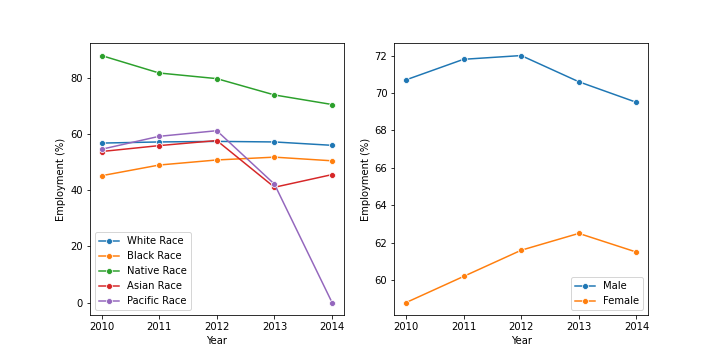 80
60
40
20
0
Employment (%)
2010 2011 2012 2013 2014
Year
White Race
Black Race
Native Race
Asian Race
Pacific Race
72
70
68
66
64
62
60
Employment (%)
2010 2011 2012 2013 2014
Year
Male
Female